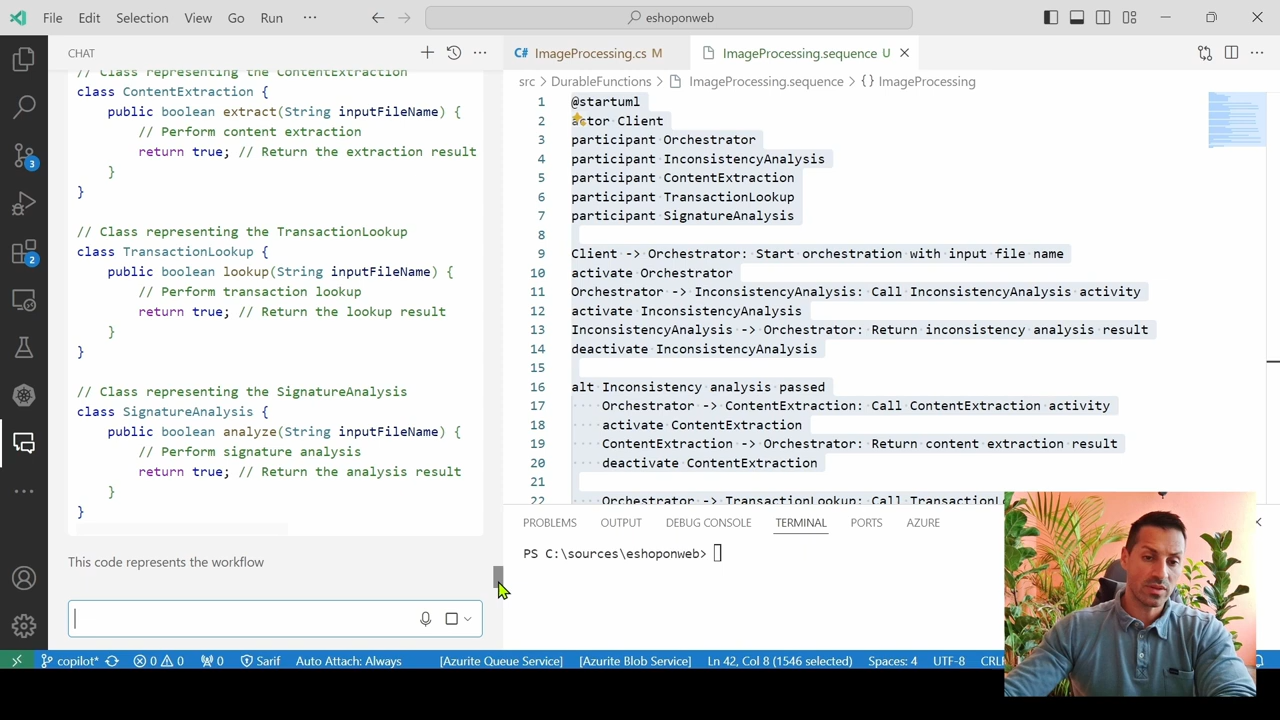 File Edit Selection View Go Run ··· eshoponweb
CHAT
// Class representing the ContentExtraction
class ContentExtraction {
public boolean extract(String inputFileName) {
// Perform content extraction
return true; // Return the extraction result
}
}
// Class representing the TransactionLookup
class TransactionLookup {
public boolean lookup(String inputFileName) {
// Perform transaction lookup
return true; // Return the lookup result
}
}
// Class representing the SignatureAnalysis
class SignatureAnalysis {
public boolean analyze(String inputFileName) {
// Perform signature analysis
return true; // Return the analysis result
}
}
This code represents the workflow
3
2
C# ImageProcessing.cs M ImageProcessing.sequence U
src > DurableFunctions > ImageProcessing.sequence > {} ImageProcessing
1 @startuml
2 actor Client
3 participant Orchestrator
4 participant InconsistencyAnalysis
5 participant ContentExtraction
6 participant TransactionLookup
7 participant SignatureAnalysis
8
9 Client -> Orchestrator: Start orchestration with input file name
10 activate Orchestrator
11 Orchestrator -> InconsistencyAnalysis: Call InconsistencyAnalysis activity
12 activate InconsistencyAnalysis
13 InconsistencyAnalysis -> Orchestrator: Return inconsistency analysis result
14 deactivate InconsistencyAnalysis
15
16 alt Inconsistency analysis passed
17 Orchestrator -> ContentExtraction: Call ContentExtraction activity
18 activate ContentExtraction
19 ContentExtraction -> Orchestrator: Return content extraction result
20 deactivate ContentExtraction
21
22 Orchestrator -> TransactionLookup: Call
PROBLEMS OUTPUT DEBUG CONSOLE TERMINAL PORTS AZURE
PS C:\sources\eshoponweb>
copilot* 0 0 0 Sarif Auto Attach: Always [Azurite Queue Service] [Azurite Blob Service] Ln 42, Col 8 (1546 selected) Spaces: 4 UTF-8